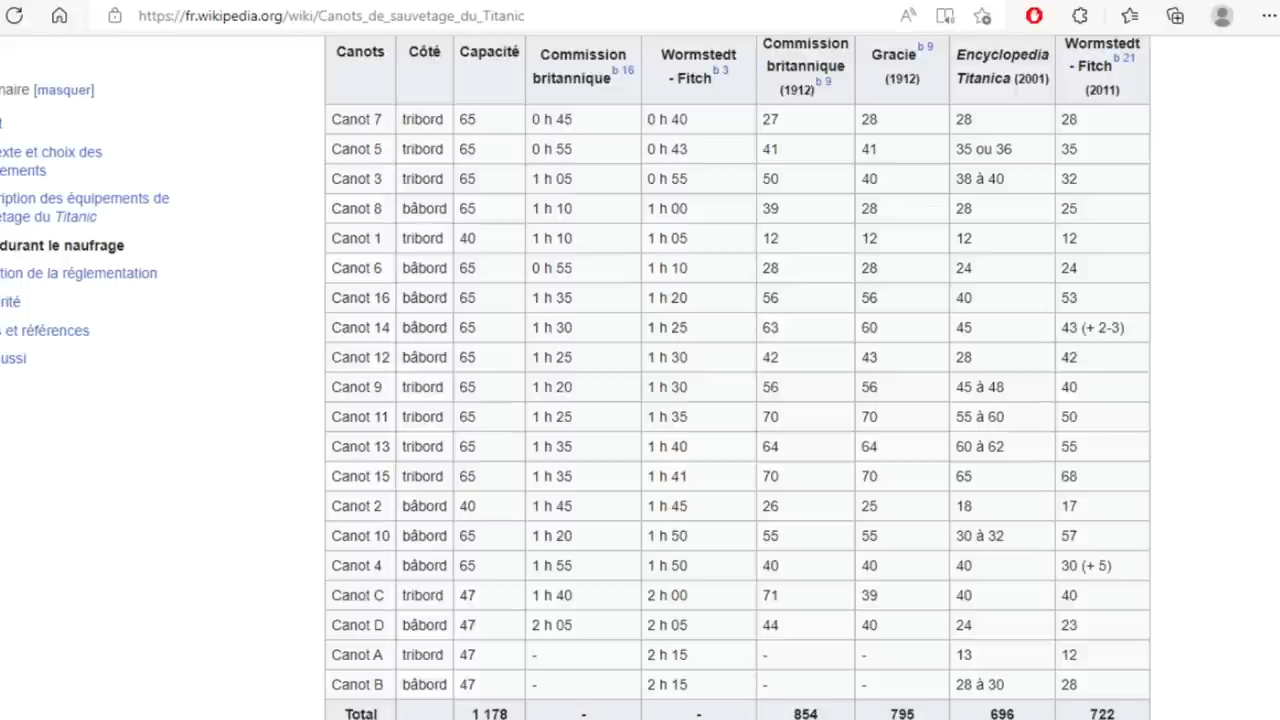 https://fr.wikipedia.org/wiki/Canots_de_sauvetage_du_Titanic
naire [masquer]
t
exte et choix des
ements
ription des équipements de
etage du Titanic
durant le naufrage
tion de la réglementation
rité
s et références
ussi
Canots Côté Capacité Commission britannique b 16 Wormstedt - Fitch b 3 Commission britannique (1912) b 9 Gracie b 9 (1912) Encyclopedia Titanica (2001) Wormstedt - Fitch b 21 (2011)
Canot 7 tribord 65 0 h 45 0 h 40 27 28 28 28
Canot 5 tribord 65 0 h 55 0 h 43 41 41 35 ou 36 35
Canot 3 tribord 65 1 h 05 0 h 55 50 40 38 à 40 32
Canot 8 bâbord 65 1 h 10 1 h 00 39 28 28 25
Canot 1 tribord 40 1 h 10 1 h 05 12 12 12 12
Canot 6 bâbord 65 0 h 55 1 h 10 28 28 24 24
Canot 16 bâbord 65 1 h 35 1 h 20 56 56 40 53
Canot 14 bâbord 65 1 h 30 1 h 25 63 60 45 43 (+ 2-3)
Canot 12 bâbord 65 1 h 25 1 h 30 42 43 28 42
Canot 9 tribord 65 1 h 20 1 h 30 56 56 45 à 48 40
Canot 11 tribord 65 1 h 25 1 h 35 70 70 55 à 60 50
Canot 13 tribord 65 1 h 35 1 h 40 64 64 60 à 62 55
Canot 15 tribord 65 1 h 35 1 h 41 70 70 65 68
Canot 2 bâbord 40 1 h 45 1 h 45 26 25 18 17
Canot 10 bâbord 65 1 h 20 1 h 50 55 55 30 à 32 57
Canot 4 bâbord 65 1 h 55 1 h 50 40 40 40 30 (+ 5)
Canot C tribord 47 1 h 40 2 h 00 71 39 40 40
Canot D bâbord 47 2 h 05 2 h 05 44 40 24 23
Canot A tribord 47 - 2 h 15 - - 13 12
Canot B bâbord 47 - 2 h 15 - - 28 à 30 28
Total 1 178 - - 854 795 696 722